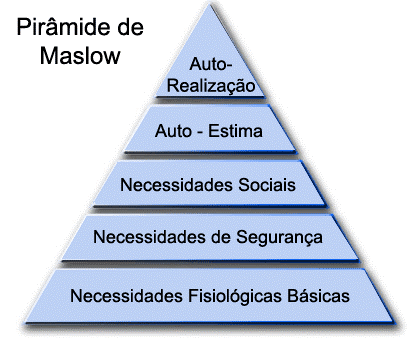 Pirâmide de
Maslow
Auto-
Realização
Auto - Estima
Necessidades Sociais
Necessidades de Segurança
Necessidades Fisiológicas Básicas